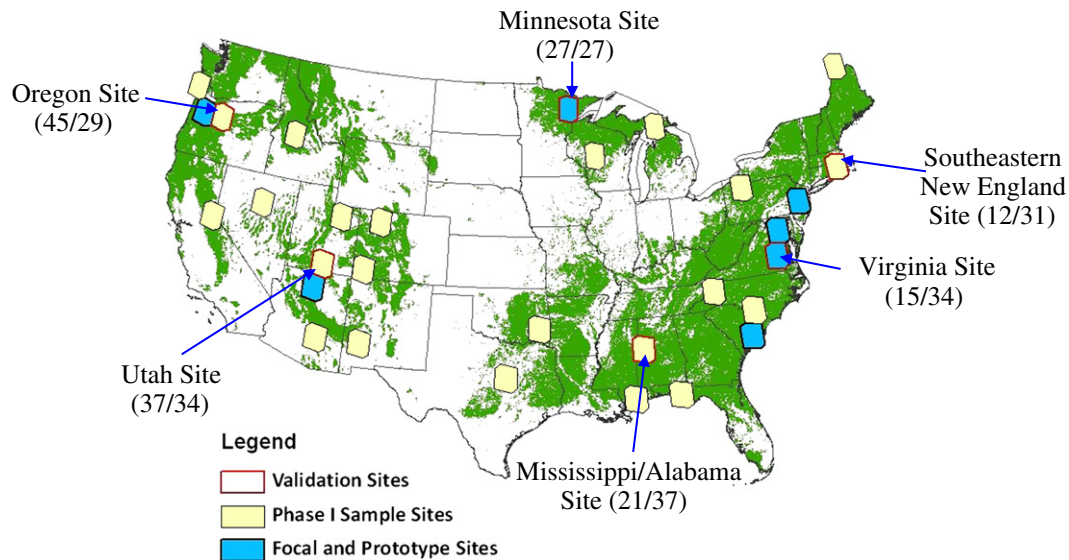 Minnesota Site
(27/27)
Oregon Site
(45/29)
Southeastern
New England
Site (12/31)
Virginia Site
(15/34)
Utah Site
(37/34)
Mississippi/Alabama
Site (21/37)
Legend
Validation Sites
Phase I Sample Sites
Focal and Prototype Sites